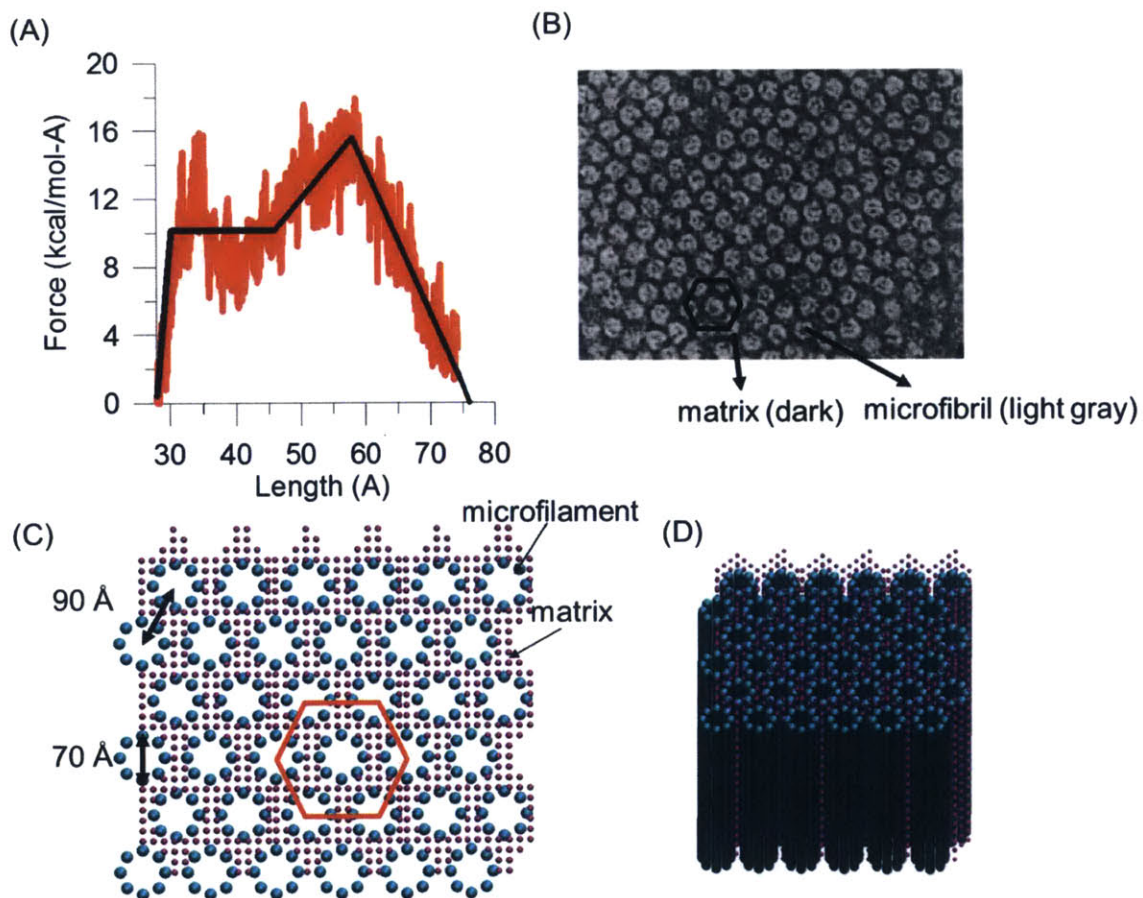 (A)
20
16
12
8
4
0
Force (kcal/mol-A)
30 40 50 60 70 80
Length (A)
(B)
matrix (dark) microfibril (light gray)
(C)
microfilament
90 Å
matrix
70 Å
(D)